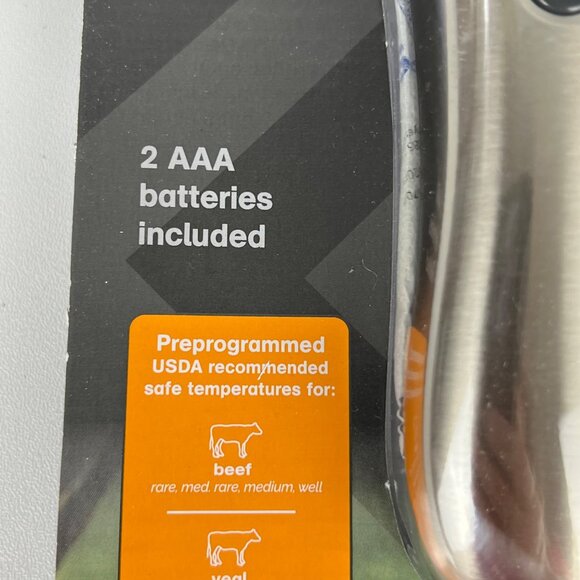 2 AAA
batteries
included
Preprogrammed
USDA recommended
safe temperatures for:
beef
rare, med. rare, medium, well
veal